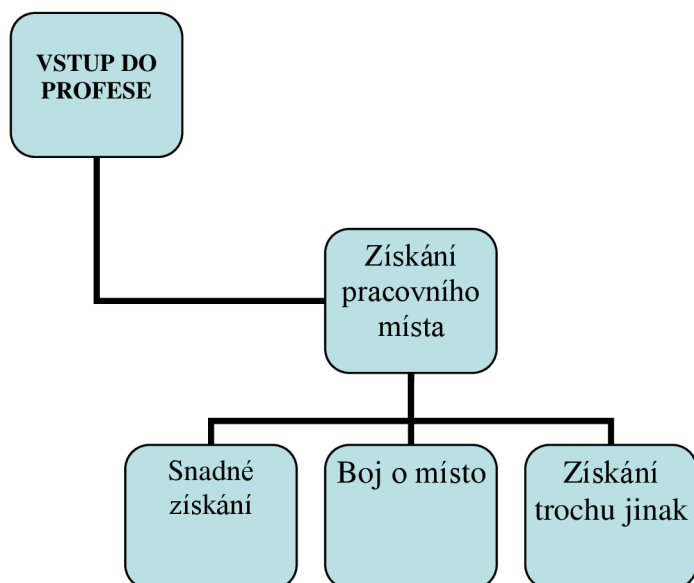 VSTUP DO
PROFESE
Získání
pracovního
místa
Snadné
získání
Boj o místo
Získání
trochu jinak